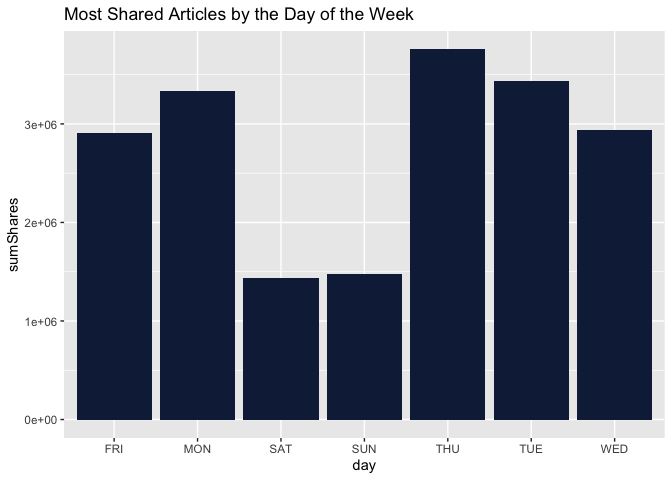 Most Shared Articles by the Day of the Week
sumShares
3e+06
2e+06
1e+06
0e+00
FRI MON SAT SUN THU TUE WED
day